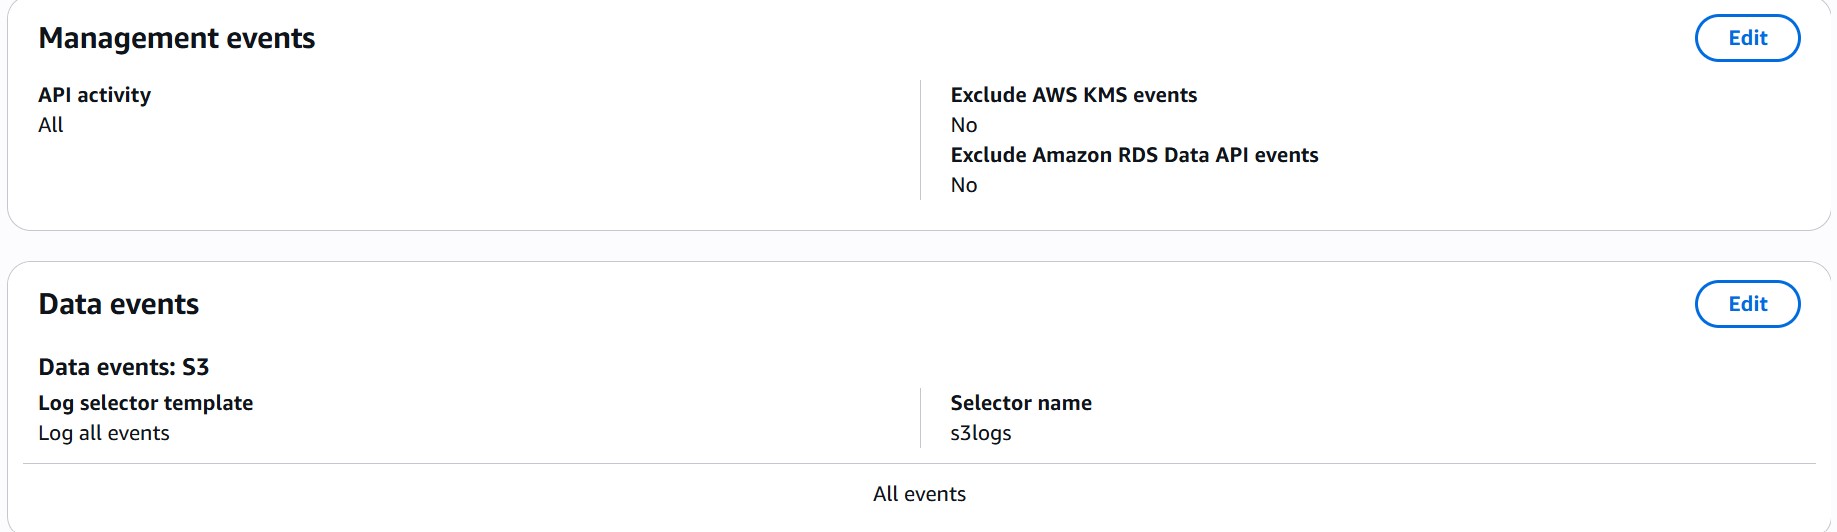 Management events
Edit
API activity
All
Exclude AWS KMS events
No
Exclude Amazon RDS Data API events
No
Data events
Edit
Data events: S3
Log selector template
Log all events
Selector name
s3logs
All events